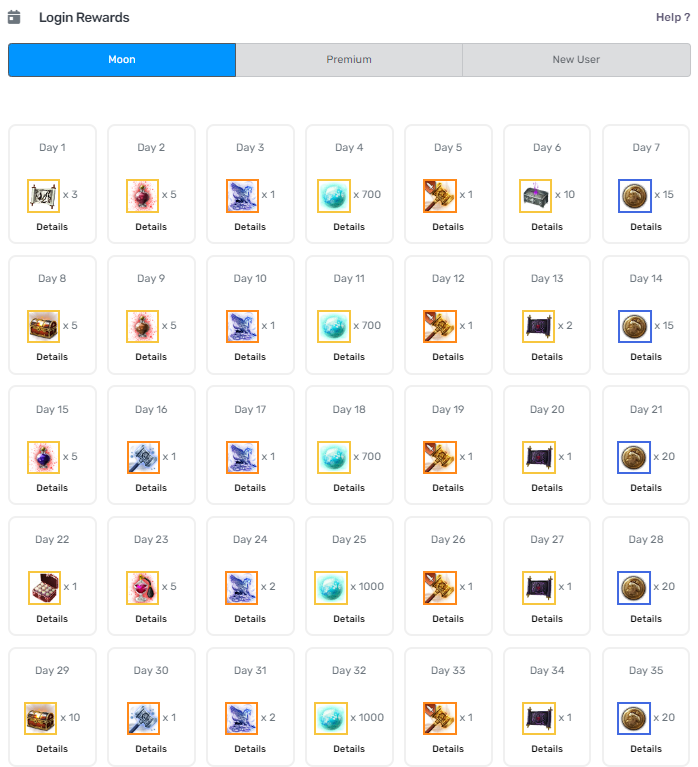 Login Rewards
Help ?
Moon
Premium
New User
Day 1
Day 2
Day 3
Day 4
Day 5
Day 6
Day 7
x 3
x 5
x 1
x 700
x 1
x 10
x 15
Details
Details
Details
Details
Details
Details
Details
Day 8
Day 9
Day 10
Day 11
Day 12
Day 13
Day 14
x 5
x 5
x 1
x 700
x 1
x 2
x 15
Details
Details
Details
Details
Details
Details
Details
Day 15
Day 16
Day 17
Day 18
Day 19
Day 20
Day 21
x 5
x 1
x 1
x 700
x 1
x 1
x 20
Details
Details
Details
Details
Details
Details
Details
Day 22
Day 23
Day 24
Day 25
Day 26
Day 27
Day 28
x 1
x 5
x 2
x 1000
x 1
x 1
x 20
Details
Details
Details
Details
Details
Details
Details
Day 29
Day 30
Day 31
Day 32
Day 33
Day 34
Day 35
x 10
x 1
x 2
x 1000
x 1
x 1
x 20
Details
Details
Details
Details
Details
Details
Details